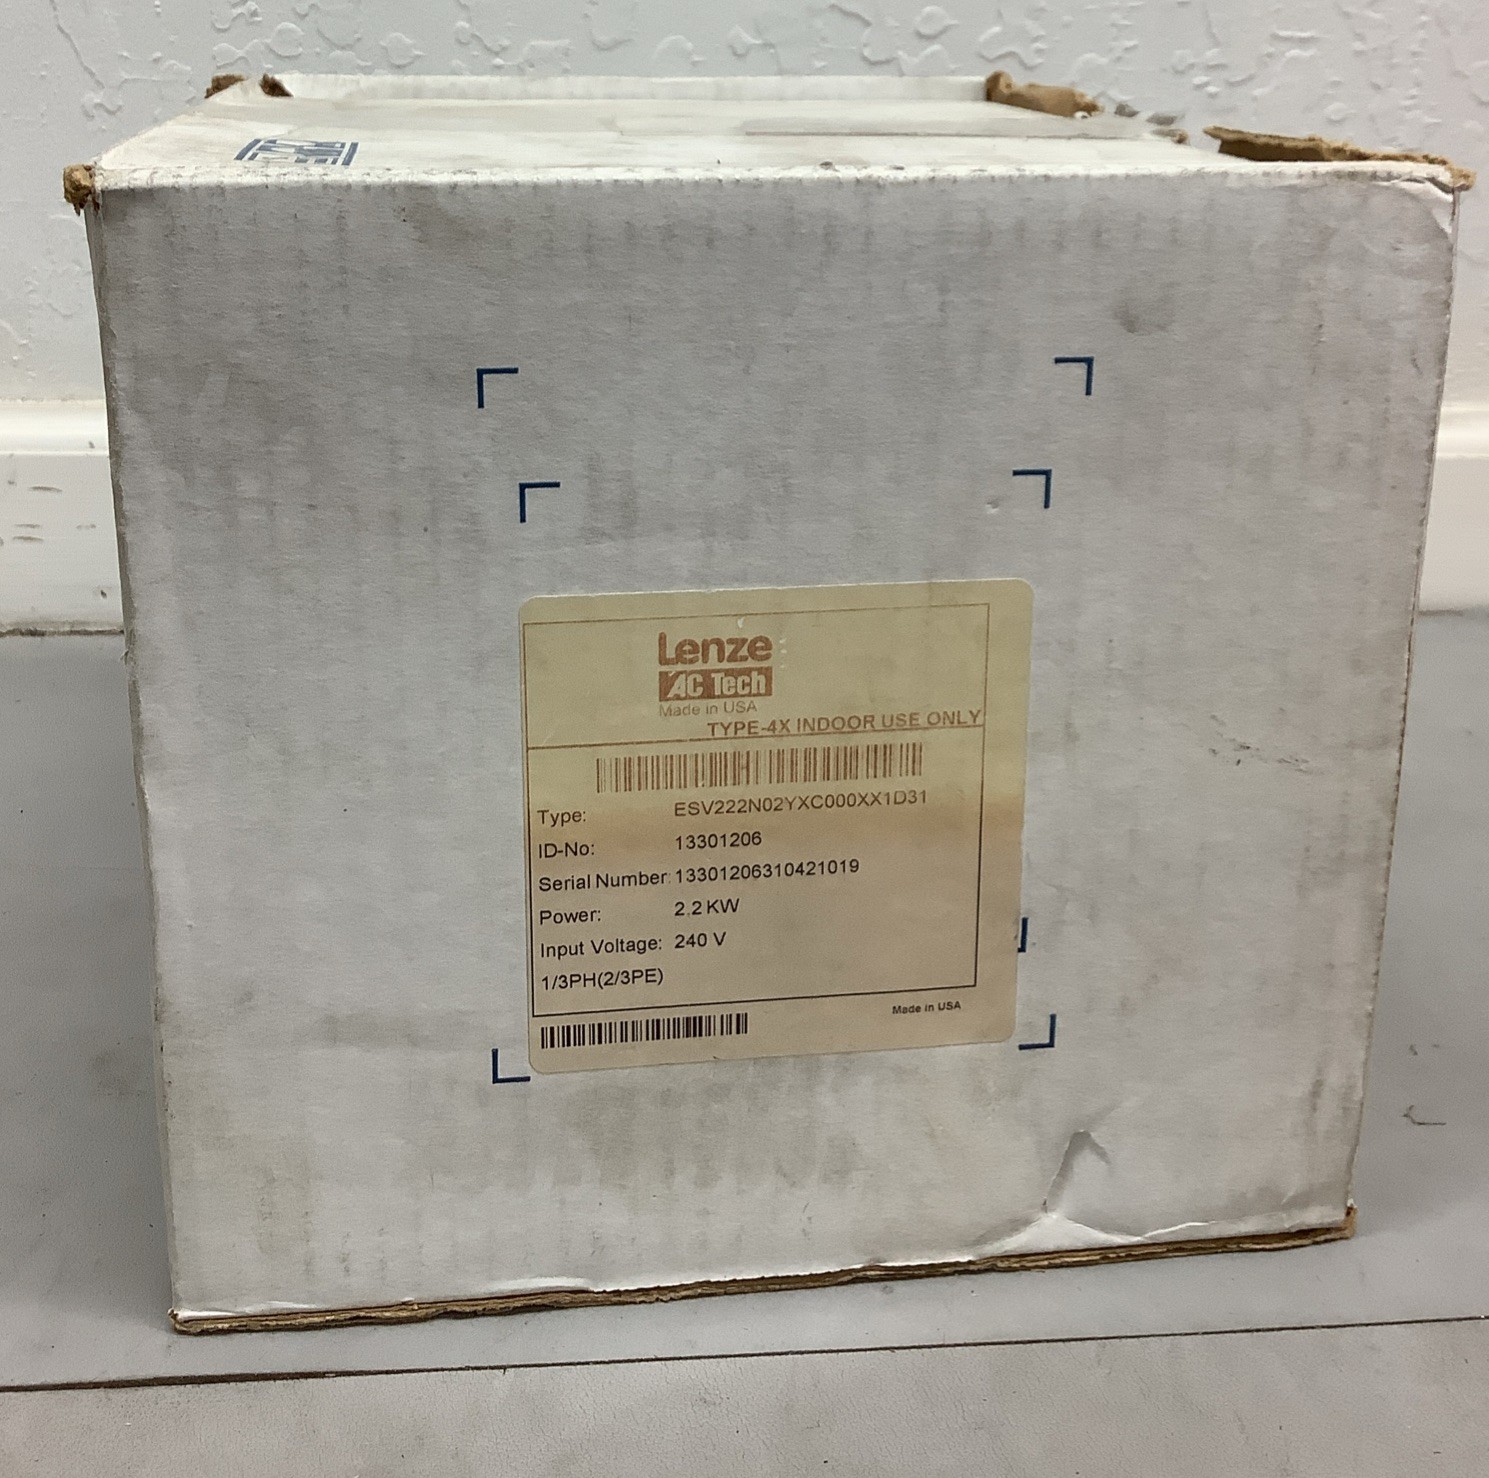 Lenze
AC Tech
Made in USA
TYPE-4X INDOOR USE ONLY
Type: ESV222N02YXC000XX1D31
ID-No: 13301206
Serial Number: 13301206310421019
Power: 2.2 KW
Input Voltage: 240 V
1/3PH(2/3PE)
Made in USA